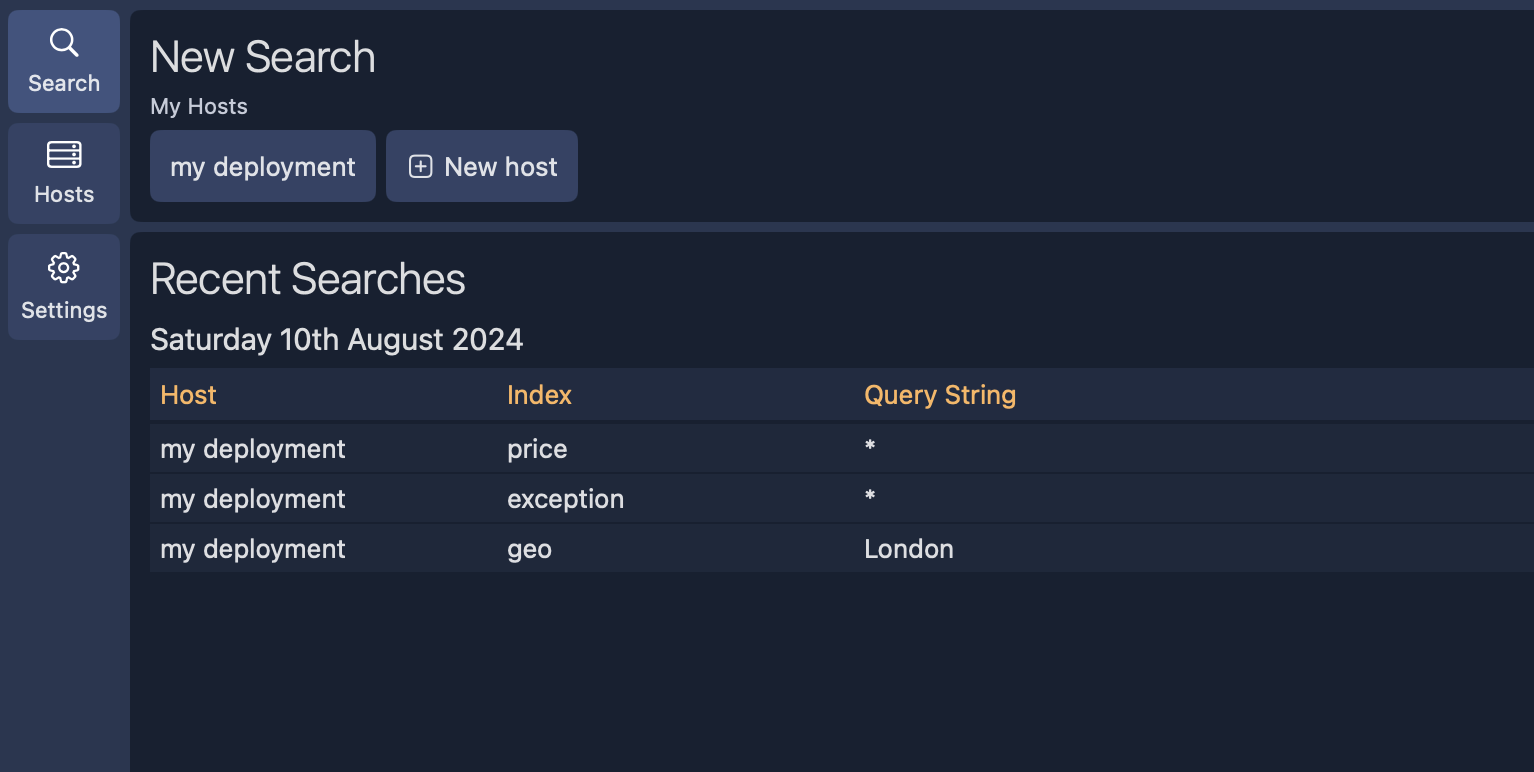 Search
Hosts
Settings
New Search
My Hosts
my deployment New host
Recent Searches
Saturday 10th August 2024
Host Index Query String
my deployment price *
my deployment exception *
my deployment geo London